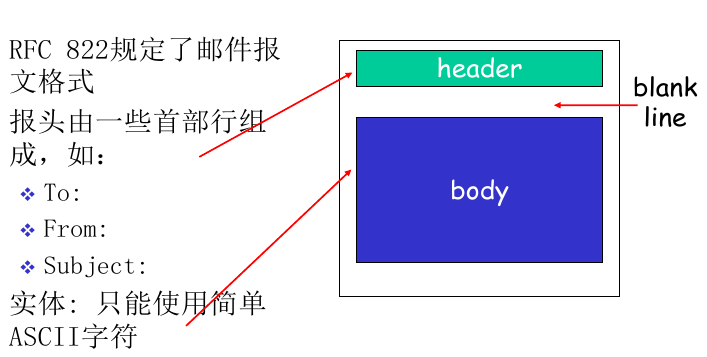 RFC 822规定了邮件报
文格式
报头由一些首部行组
成，如：
To:
From:
Subject:
实体: 只能使用简单
ASCII字符
header
blank
line
body